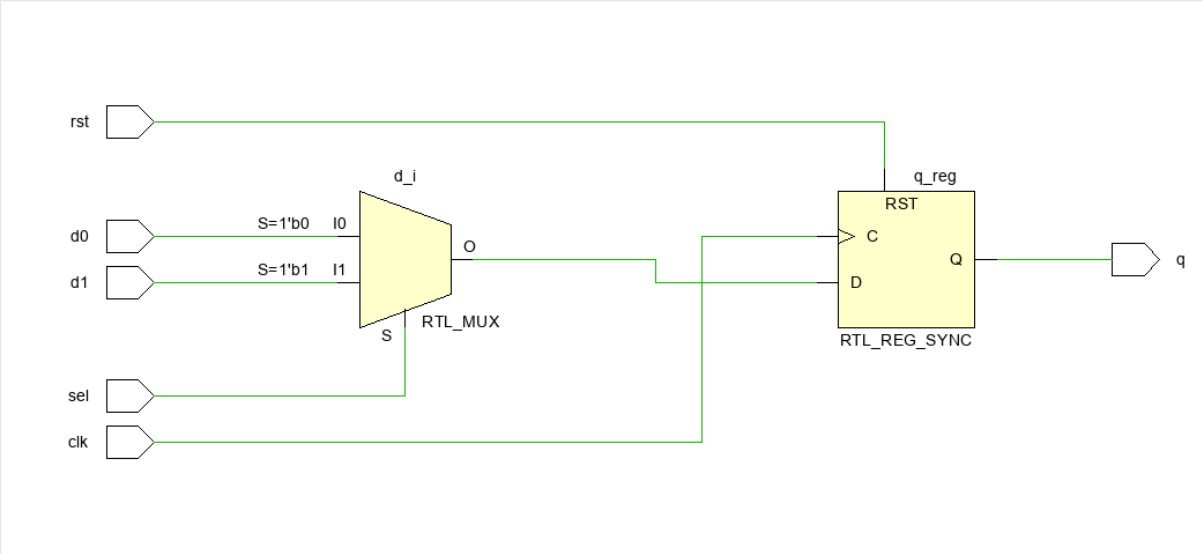 rst
d_i
q_reg
RST
d0
S=1'b0 I0
O
C
Q
q
d1
S=1'b1 I1
D
S
RTL_MUX
RTL_REG_SYNC
sel
clk